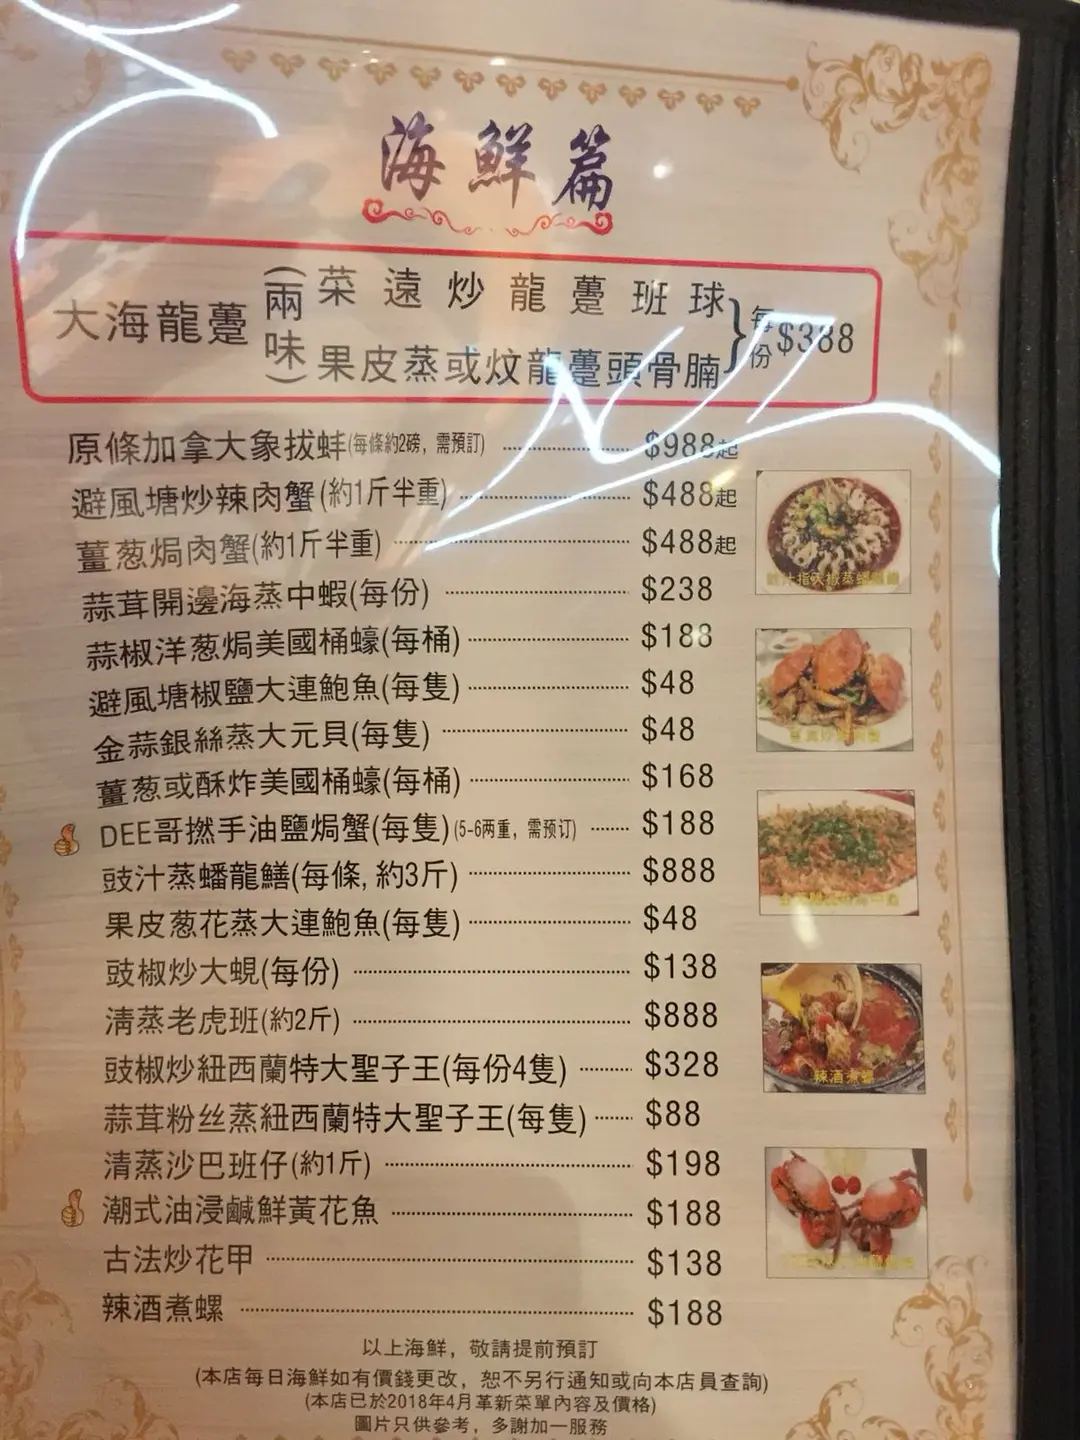 海鮮篇
大海龍躉(兩味)
菜遠炒龍躉班球
果皮蒸或炆龍躉頭骨腩
每份$388
原條加拿大象拔蚌(每條約2磅，需預訂) $988起
避風塘炒辣肉蟹(約1斤半重) $488起
薑葱焗肉蟹(約1斤半重) $488起
蒜茸開邊海蒸中蝦(每份) $238
蒜椒洋葱焗美國桶蠔(每桶) $188
避風塘椒鹽大連鮑魚(每隻) $48
金蒜銀絲蒸大元貝(每隻) $48
薑葱或酥炸美國桶蠔(每桶) $168
DEE哥撚手油鹽焗蟹(每隻)(5-6两重，需预订) $188
豉汁蒸蟠龍鱔(每條, 約3斤) $888
果皮葱花蒸大連鮑魚(每隻) $48
豉椒炒大蜆(每份) $138
清蒸老虎班(約2斤) $888
豉椒炒紐西蘭特大聖子王(每份4隻) $328
蒜茸粉丝蒸紐西蘭特大聖子王(每隻) $88
清蒸沙巴班仔(約1斤) $198
潮式油浸鹹鮮黃花魚 $188
古法炒花甲 $138
辣酒煮螺 $188
辣酒煮螺
以上海鮮，敬請提前預訂
(本店每日海鮮如有價錢更改，恕不另行通知或向本店員查詢)
(本店已於2018年4月革新菜單內容及價格)
圖片只供參考，多謝加一服務